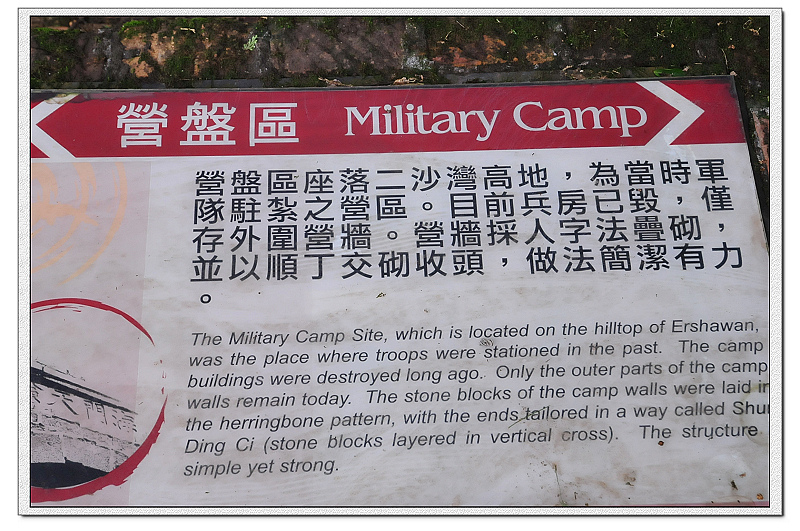 營盤區 Military Camp
營盤區座落二沙灣高地，為當時軍
隊駐紮之營區。目前兵房已毀，僅
存外圍營牆。營牆採人字法疊砌，
並以順丁交砌收頭，做法簡潔有力
。
The Military Camp Site, which is located on the hilltop of Ershawan,
was the place where troops were stationed in the past. The camp
buildings were destroyed long ago. Only the outer parts of the camp
walls remain today. The stone blocks of the camp walls were laid in
the herringbone pattern, with the ends tailored in a way called Shun
Ding Ci (stone blocks layered in vertical cross). The structure
simple yet strong.